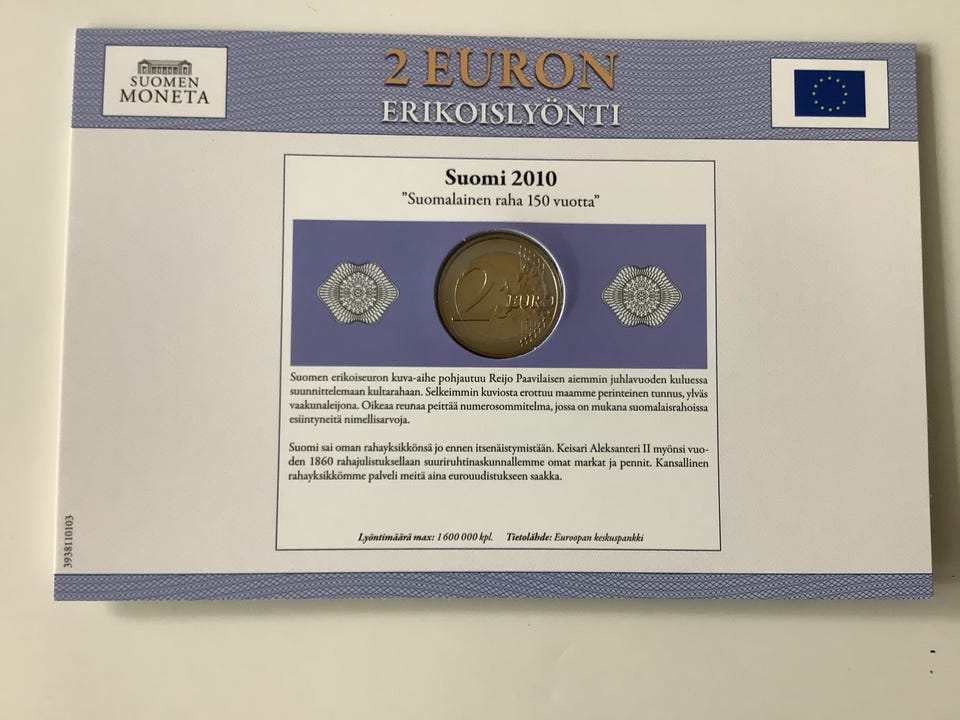 SUOMEN
MONETA
2 EURON
ERIKOISLYÖNTI
Suomi 2010
"Suomalainen raha 150 vuotta"
2 EURO
Suomen erikoiseuron kuva-aihe pohjautuu Reijo Paavilaisen aiemmin juhlavuoden kuluessa
suunnittelemaan kultarahaan. Selkeimmin kuviosta erottuu maamme perinteinen tunnus, ylväs
vaakunaleijona. Oikeaa reunaa peittää numerosommitelma, jossa on mukana suomalaisrahoissa
esiintyneitä nimellisarvoja.
Suomi sai oman rahayksikkönsä jo ennen itsenäistymistään. Keisari Aleksanteri II myönsi vuo-
den 1860 rahajulistuksellaan suuriruhtinaskunnallemme omat markat ja pennit. Kansallinen
rahayksikkömme palveli meitä aina eurouudistukseen saakka.
Lyöntimäärä max: 1 600 000 kpl. Tietolähde: Euroopan keskuspankki
3938110103